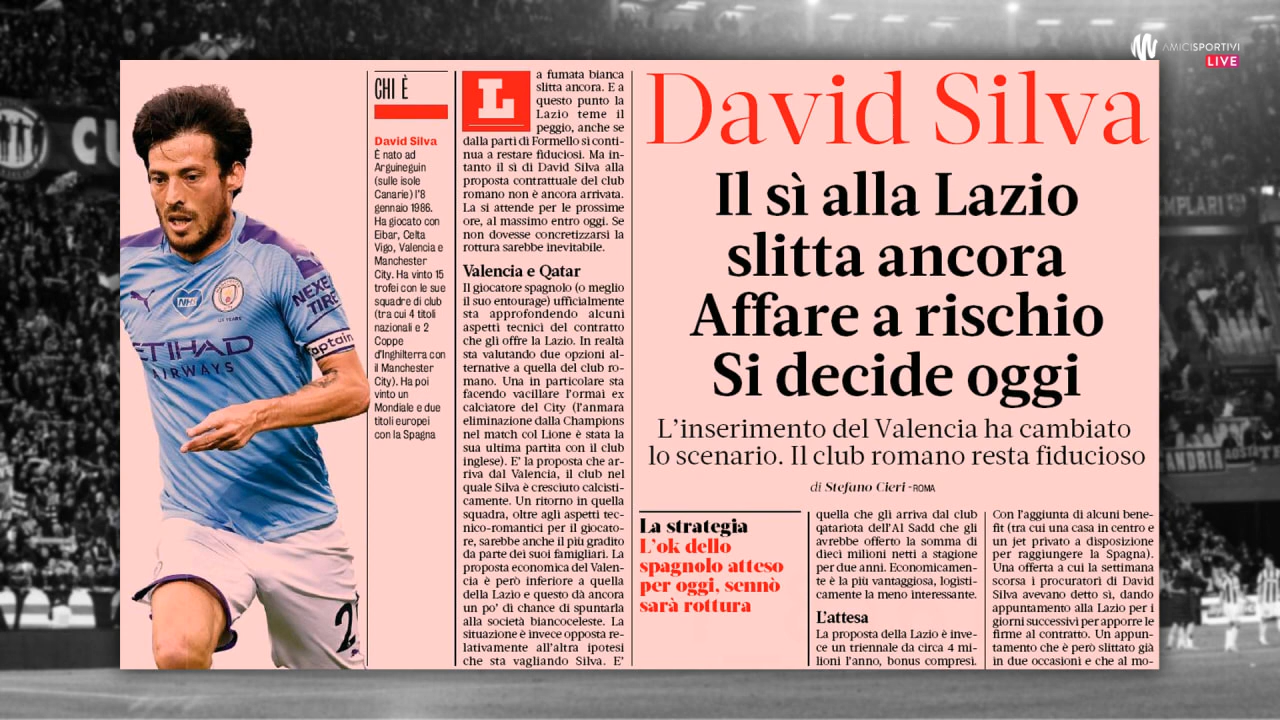 AMICISPORTIVI
LIVE
CU
EMPLARI
ANDRIA
AOSTA
NEXE
TIRE
NHS
PUMA
ETIHAD
AIRWAYS
Captain
2
CHI È
David Silva
È nato ad
Arguineguin
(sulle isole
Canarie) l'8
gennaio 1986.
Ha giocato con
Eibar, Celta
Vigo, Valencia e
Manchester
City. Ha vinto 15
trofei con le sue
squadre di club
(tra cui 4 titoli
nazionali e 2
Coppe
d'Inghilterra con
il Manchester
City). Ha poi
vinto un
Mondiale e due
titoli europei
con la Spagna
David Silva
Il sì alla Lazio
slitta ancora
Affare a rischio
Si decide oggi
L'inserimento del Valencia ha cambiato
lo scenario. Il club romano resta fiducioso
di Stefano Cieri - ROMA
La fumata bianca
slitta ancora. E a
questo punto la
Lazio teme il
peggio, anche se
dalla parti di Formello si conti-
nua a restare fiduciosi. Ma in-
tanto il sì di David Silva alla
proposta contrattuale del club
romano non è ancora arrivata.
La si attende per le prossime
ore, al massimo entro oggi. Se
non dovesse concretizzarsi la
rottura sarebbe inevitabile.
Valencia e Qatar
Il giocatore spagnolo (o meglio
il suo entourage) ufficialmente
sta approfondendo alcuni
aspetti tecnici del contratto
che gli offre la Lazio. In realtà
sta valutando due opzioni al-
ternative a quella del club ro-
mano. Una in particolare sta
facendo vacillare l'ormai ex
calciatore del City (l'anmara
eliminazione dalla Champions
nel match col Lione è stata la
sua ultima partita con il club
inglese). E' la proposta che ar-
riva dal Valencia, il club nel
quale Silva è cresciuto calcisti-
camente. Un ritorno in quella
squadra, oltre agli aspetti tec-
nico-romantici per il giocato-
re, sarebbe anche il più gradito
da parte dei suoi famigliari. La
proposta economica del Valen-
cia è però inferiore a quella
della Lazio e questo dà ancora
un po' di chance di spuntarla
alla società biancoceleste. La
situazione è invece opposta re-
lativamente all'altra ipotesi
che sta vagliando Silva. E'
La strategia
L'ok dello
spagnolo atteso
per oggi, sennò
sarà rottura
quella che gli arriva dal club
qatariota dell'Al Sadd che gli
avrebbe offerto la somma di
dieci milioni netti a stagione
per due anni. Economicamen-
te è la più vantaggiosa, logisti-
camente la meno interessante.
L'attesa
La proposta della Lazio è inve-
ce un triennale da circa 4 mi-
lioni l'anno, bonus compresi.
Con l'aggiunta di alcuni bene-
fit (tra cui una casa in centro e
un jet privato a disposizione
per raggiungere la Spagna).
Una offerta a cui la settimana
scorsa i procuratori di David
Silva avevano detto sì, dando
appuntamento alla Lazio per i
giorni successivi per apporre le
firme al contratto. Un appun-
tamento che è però slittato già
in due occasioni e che al mo-